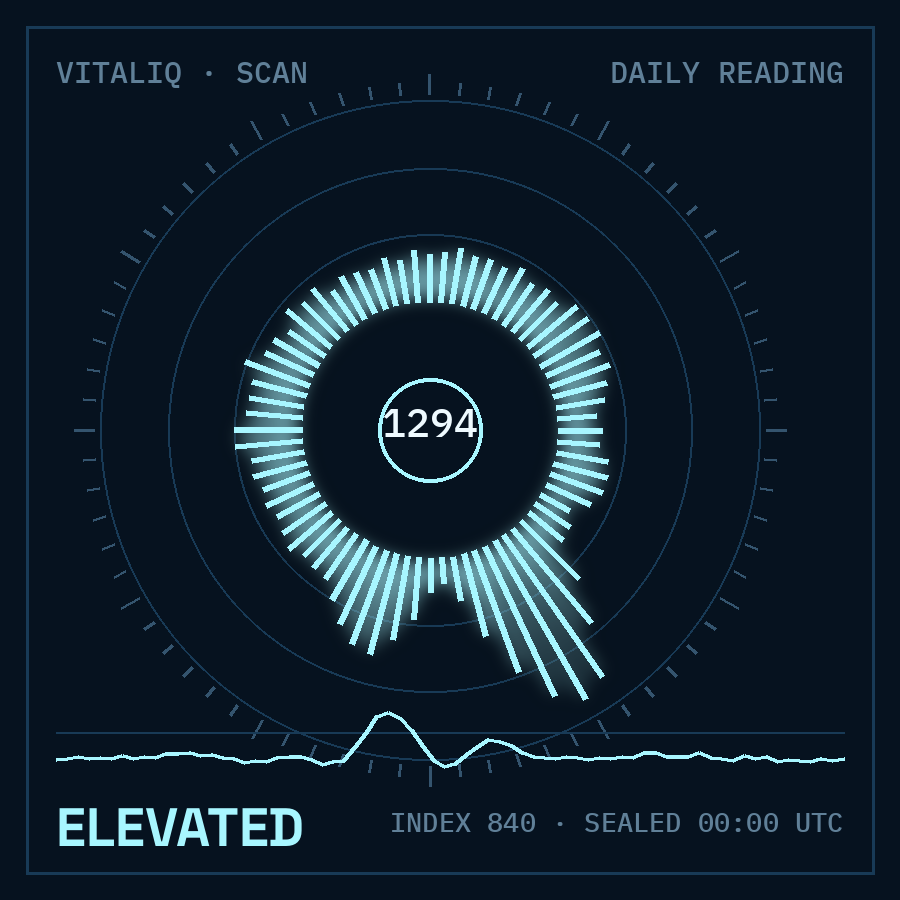 VITALIQ · SCAN
DAILY READING
1294
ELEVATED
INDEX 840 · SEALED 00:00 UTC